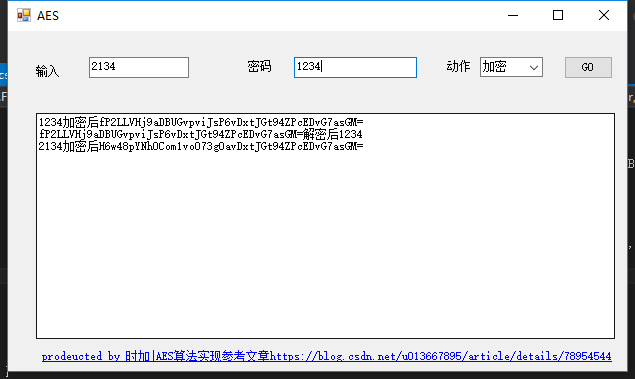 AES
输入 2134 密码 1234 动作 加密 GO
1234加密后fP2LLVHj9aDBUGvpviJsP6vDxtJGt94ZPcEDvG7asGM=
fP2LLVHj9aDBUGvpviJsP6vDxtJGt94ZPcEDvG7asGM=解密后1234
2134加密后H6w48pYNhOCom1voO73gOavDxtJGt94ZPcEDvG7asGM=
prodeucted by 时加|AES算法实现参考文章https://blog.csdn.net/u013667895/article/details/78954544